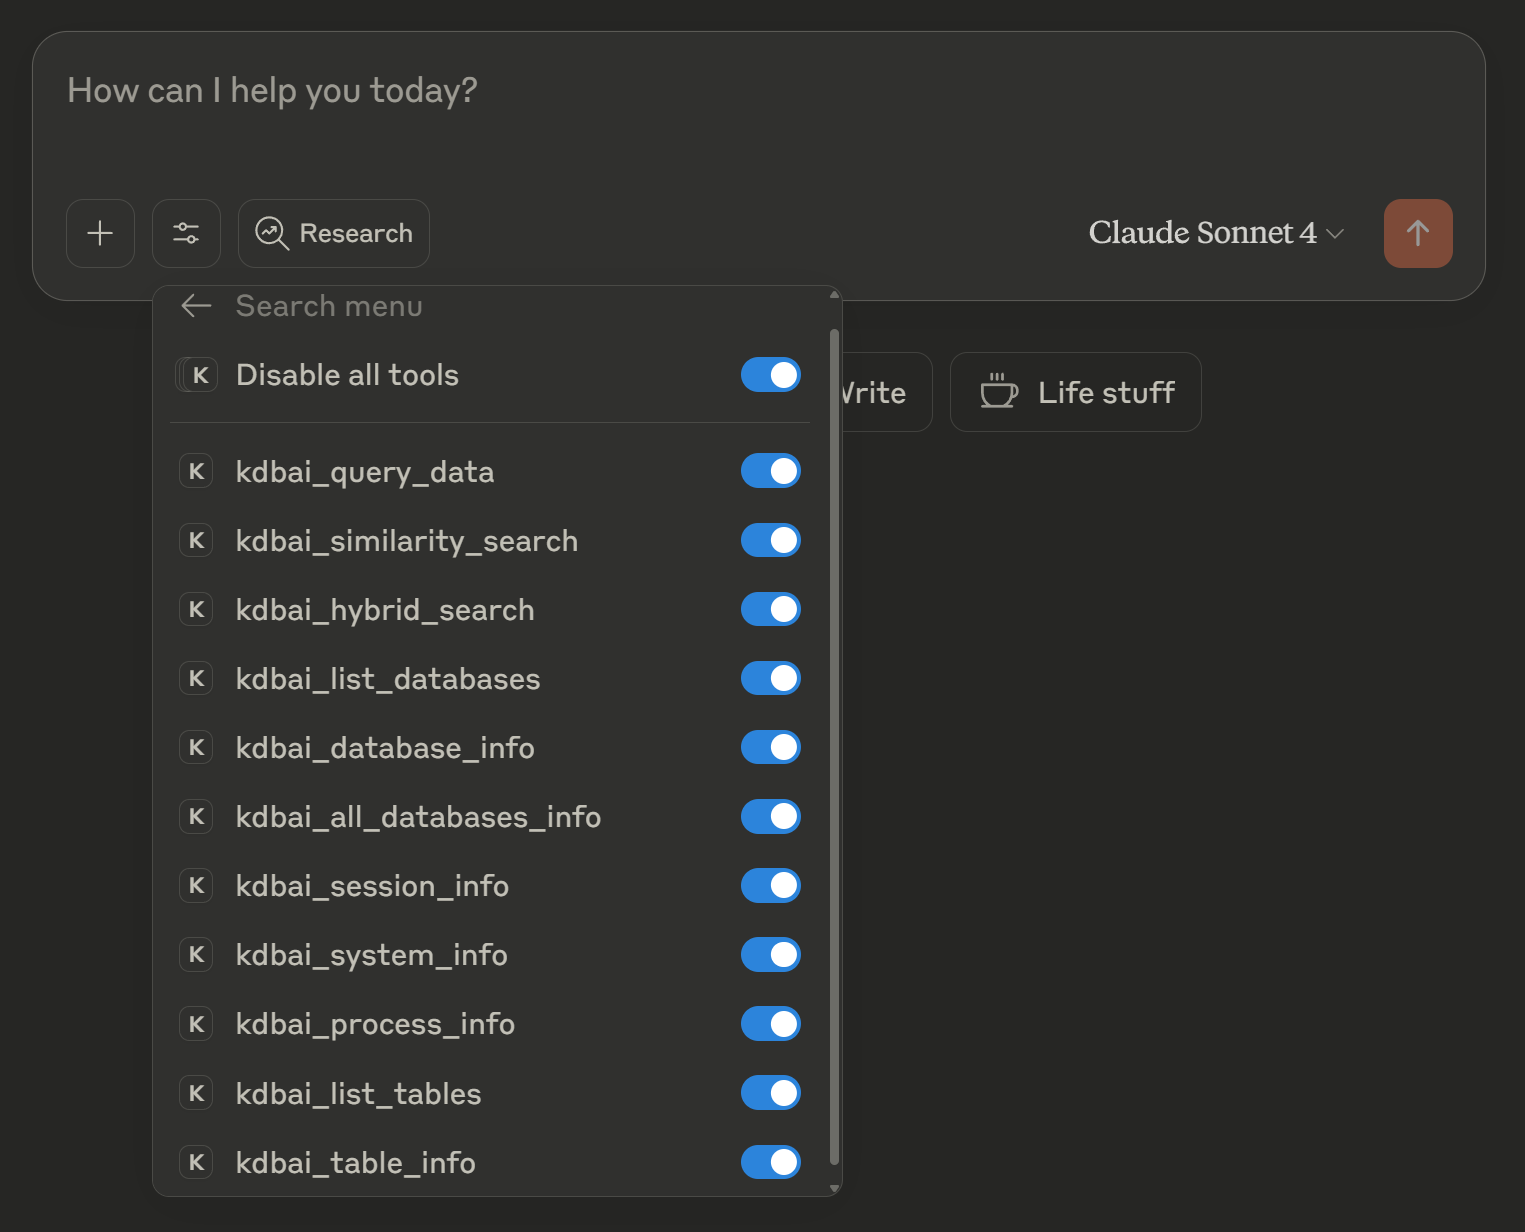 How can I help you today?
Research
Claude Sonnet 4
Search menu
K Disable all tools
Write
Life stuff
K kdbai_query_data
K kdbai_similarity_search
K kdbai_hybrid_search
K kdbai_list_databases
K kdbai_database_info
K kdbai_all_databases_info
K kdbai_session_info
K kdbai_system_info
K kdbai_process_info
K kdbai_list_tables
K kdbai_table_info